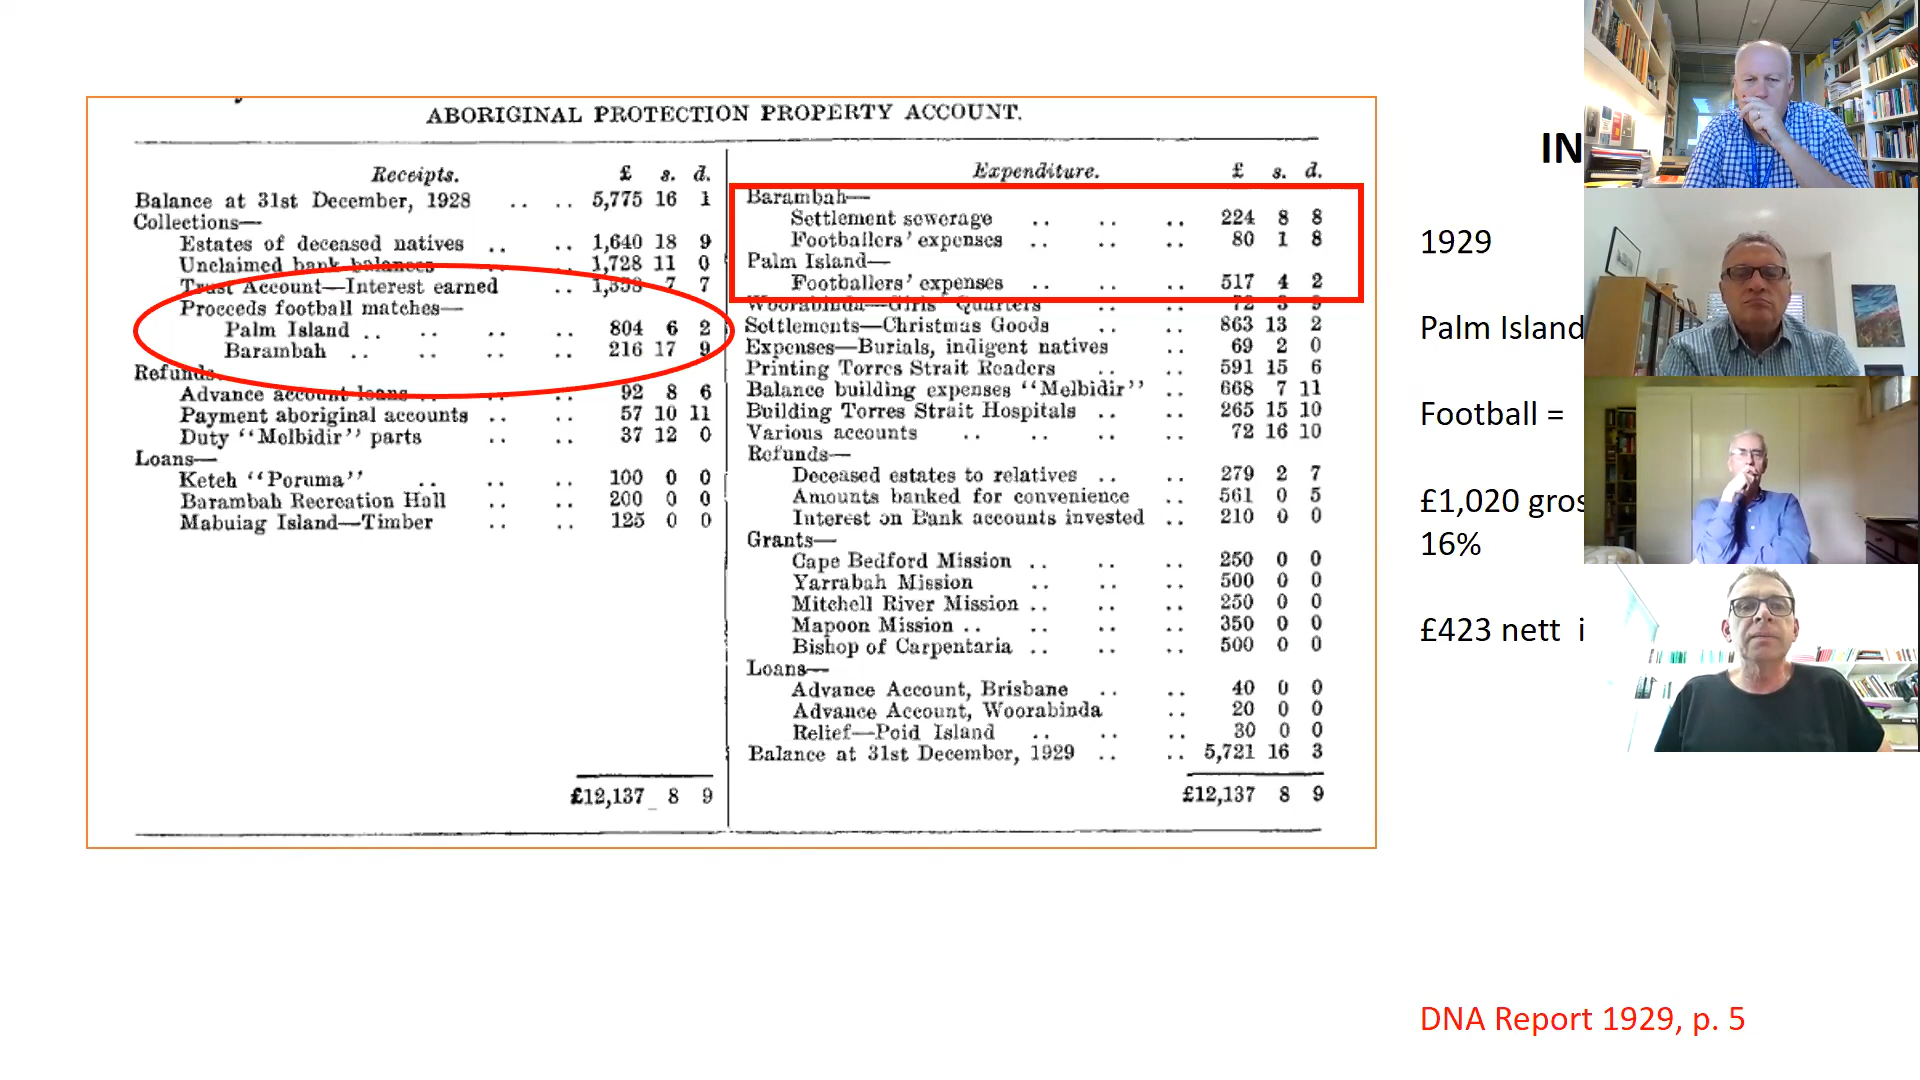 ABORIGINAL PROTECTION PROPERTY ACCOUNT.
Receipts. £ s. d.
Balance at 31st December, 1928 .. .. 5,775 16 1
Collections—
Estates of deceased natives .. .. 1,640 18 9
Unclaimed bank balances .. 1,728 11 0
Trust Account—Interest earned .. 1,358 7 7
Proceeds football matches—
Palm Island .. .. .. .. 804 6 2
Barambah .. .. .. .. 216 17 9
Refunds
Advance account loans .. 92 8 6
Payment aboriginal accounts .. .. 57 10 11
Duty "Melbidir" parts .. .. 37 12 0
Loans—
Ketch "Poruma" .. .. .. 100 0 0
Barambah Recreation Hall .. .. 200 0 0
Mabuiag Island—Timber .. .. 125 0 0
£12,137 8 9
Expenditure. £ s. d.
Barambah—
Settlement sewerage .. .. .. 224 8 8
Footballers' expenses .. .. .. 80 1 8
Palm Island—
Footballers' expenses .. .. .. 517 4 2
Woorabinda—Girls' Quarters .. .. 72 3 9
Settlements—Christmas Goods .. .. 863 13 2
Expenses—Burials, indigent natives .. 69 2 0
Printing Torres Strait Readers .. .. 591 15 6
Balance building expenses "Melbidir" .. 668 7 11
Building Torres Strait Hospitals .. .. 265 15 10
Various accounts .. .. .. .. 72 16 10
Refunds—
Deceased estates to relatives .. .. 279 2 7
Amounts banked for convenience .. 561 0 5
Interest on Bank accounts invested .. 210 0 0
Grants—
Cape Bedford Mission .. .. .. 250 0 0
Yarrabah Mission .. .. .. 500 0 0
Mitchell River Mission .. .. .. 250 0 0
Mapoon Mission .. .. .. 350 0 0
Bishop of Carpentaria .. .. .. 500 0 0
Loans—
Advance Account, Brisbane .. .. 40 0 0
Advance Account, Woorabinda .. 20 0 0
Relief—Poid Island .. .. .. 30 0 0
Balance at 31st December, 1929 .. .. 5,721 16 3
£12,137 8 9
IN
1929
Palm Island
Football =
£1,020 gros
16%
£423 nett i
DNA Report 1929, p. 5